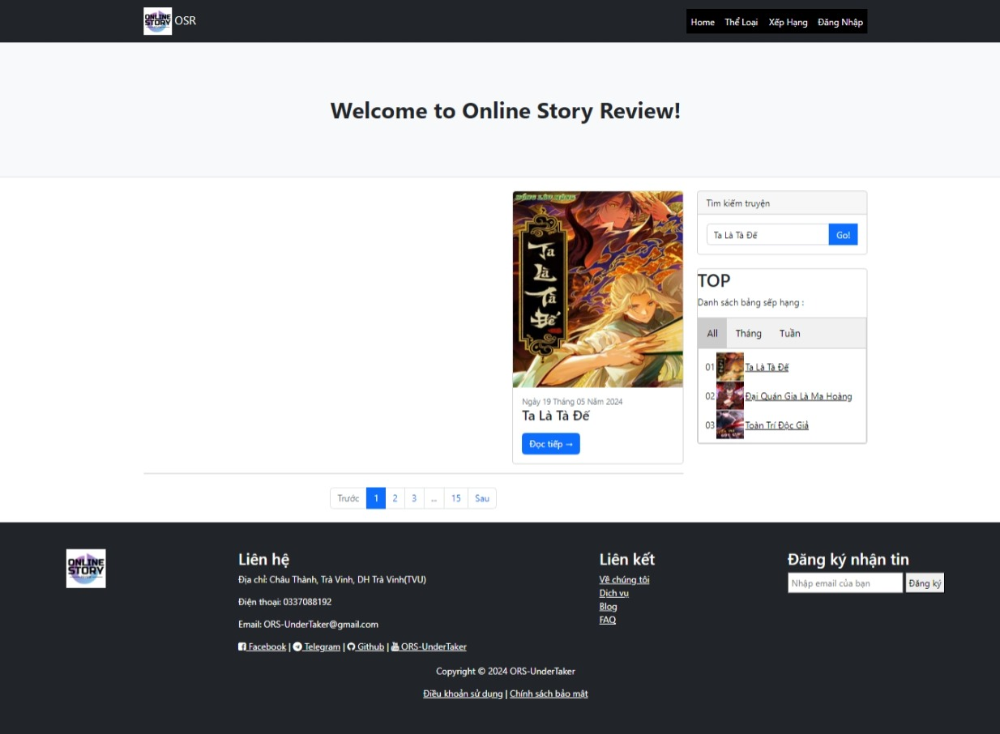 ONLINE
STORY
OSR
Home Thể Loại Xếp Hạng Đăng Nhập
Welcome to Online Story Review!
Ta
Là
Tà
Đế
Ngày 19 Tháng 05 Năm 2024
Ta Là Tà Đế
Đọc tiếp →
Tìm kiếm truyện
Ta Là Tà Đế Go!
TOP
Danh sách bảng sếp hạng :
All Tháng Tuần
01 Ta Là Tà Đế
02 Đại Quản Gia Là Ma Hoàng
03 Toàn Trí Độc Giả
Trước 1 2 3 ... 15 Sau
ONLINE
STORY
Liên hệ
Địa chỉ: Châu Thành, Trà Vinh, DH Trà Vinh(TVU)
Điện thoại: 0337088192
Email: ORS-UnderTaker@gmail.com
Facebook | Telegram | Github | ORS-UnderTaker
Liên kết
Về chúng tôi
Dịch vụ
Blog
FAQ
Đăng ký nhận tin
Nhập email của bạn Đăng ký
Copyright © 2024 ORS-UnderTaker
Điều khoản sử dụng | Chính sách bảo mật